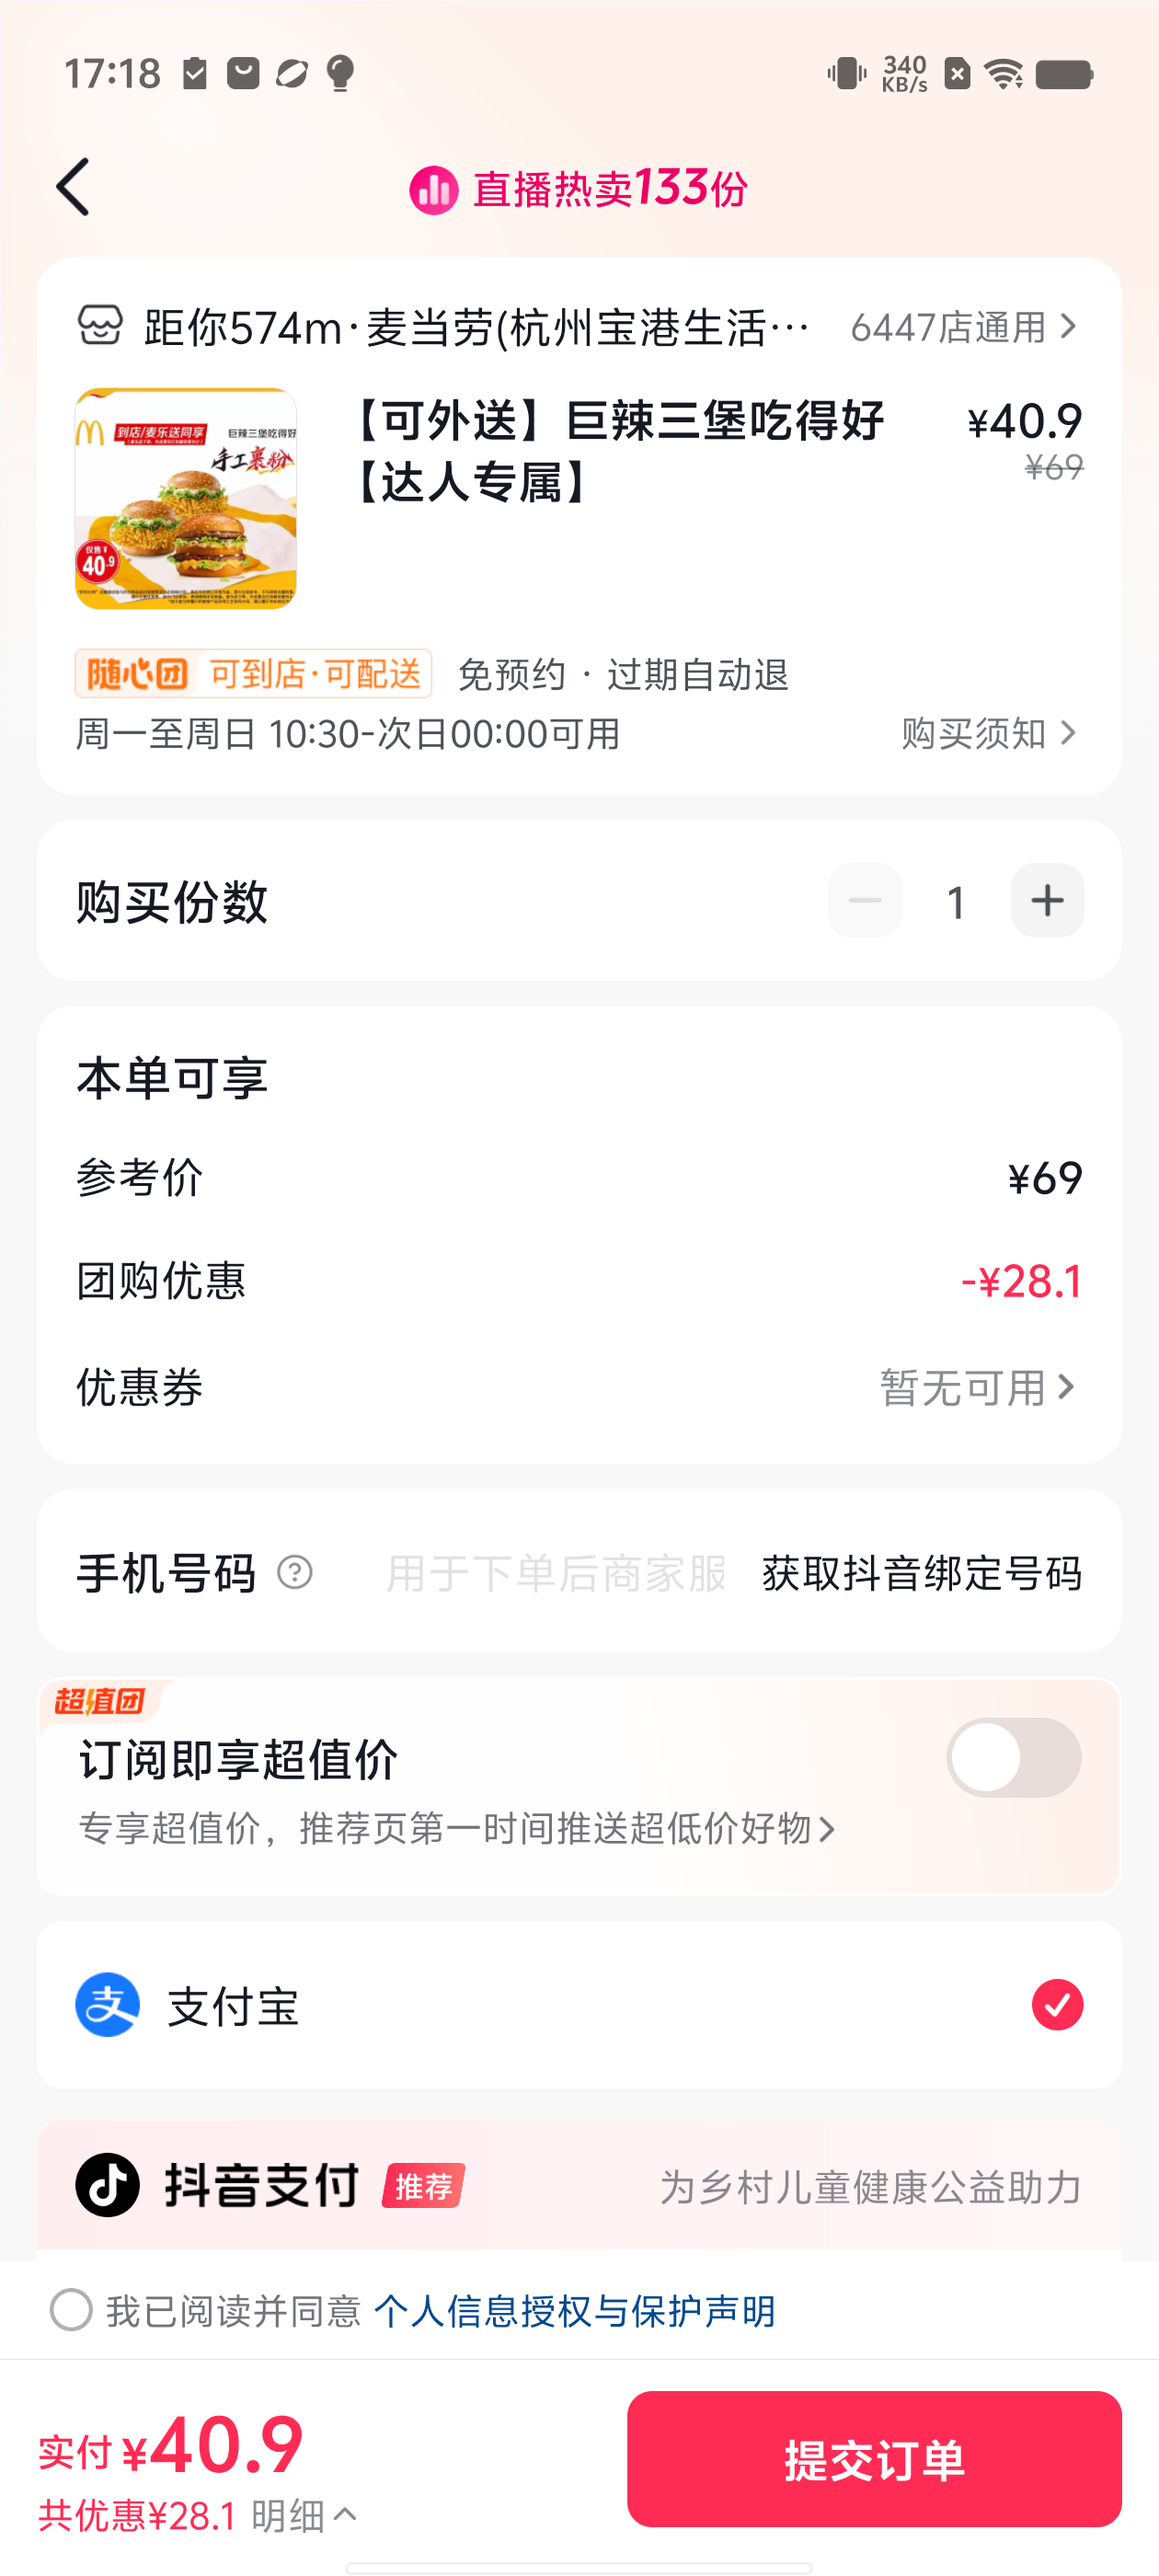 17:18
340
KB/s
直播热卖133份
距你574m·麦当劳(杭州宝港生活… 6447店通用
到店/麦乐送同享
巨辣三堡吃得好
手工裹粉
仅售¥
40.9
【可外送】巨辣三堡吃得好 ¥40.9
【达人专属】 ¥69
随心团 可到店·可配送 免预约 · 过期自动退
周一至周日 10:30-次日00:00可用 购买须知
购买份数 1
本单可享
参考价 ¥69
团购优惠 -¥28.1
优惠券 暂无可用
手机号码 用于下单后商家服 获取抖音绑定号码
超值团
订阅即享超值价
专享超值价，推荐页第一时间推送超低价好物
支 支付宝
抖音支付 推荐 为乡村儿童健康公益助力
我已阅读并同意 个人信息授权与保护声明
实付 ¥40.9 提交订单
共优惠¥28.1 明细